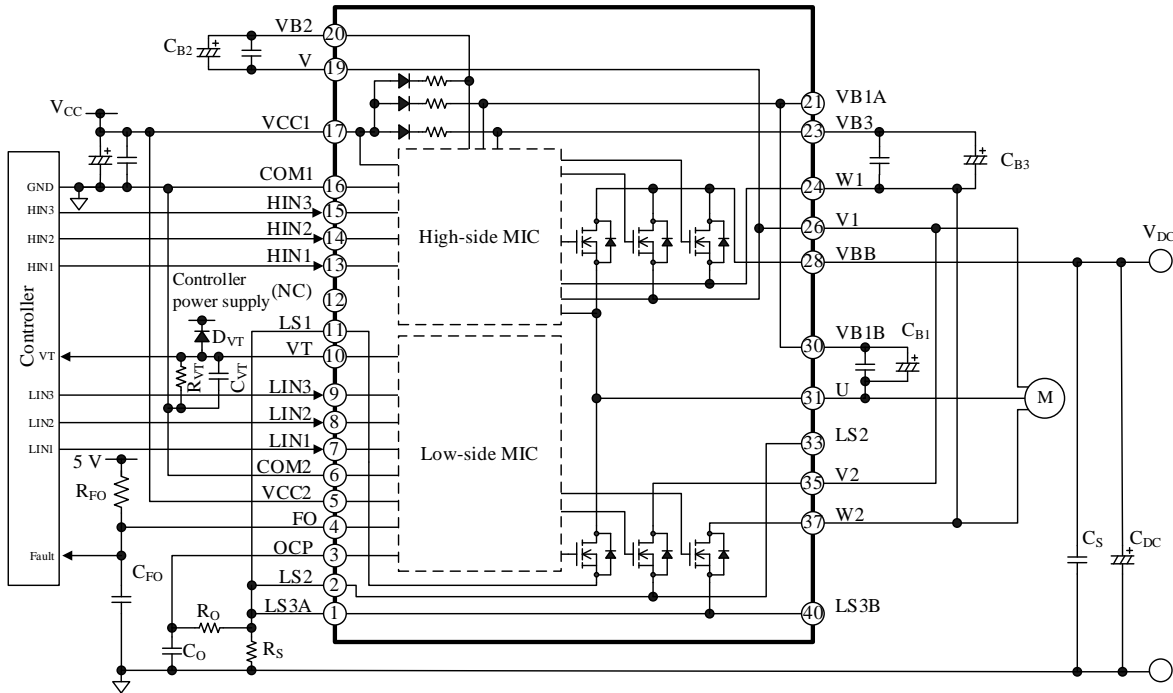 VB2
20
C_B2
V
19
V_CC
VCC1
17
COM1
16
GND
HIN3
HIN3
15
HIN2
HIN2
14
HIN1
HIN1
13
(NC)
12
Controller
power supply
D_VT
LS1
11
VT
VT
10
R_VT
C_VT
LIN3
LIN3
9
LIN2
LIN2
8
LIN1
LIN1
7
COM2
6
5 V
VCC2
5
R_FO
FO
4
Fault
OCP
3
C_FO
LS2
2
LS3A
1
R_O
C_O
R_S
Controller
High-side MIC
Low-side MIC
21
VB1A
23
VB3
C_B3
24
W1
26
V1
28
VBB
V_DC
30
VB1B
C_B1
31
U
M
33
LS2
35
V2
37
W2
C_S
C_DC
40
LS3B